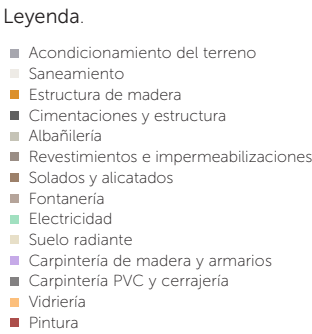 Leyenda.
Acondicionamiento del terreno
Saneamiento
Estructura de madera
Cimentaciones y estructura
Albañilería
Revestimientos e impermeabilizaciones
Solados y alicatados
Fontanería
Electricidad
Suelo radiante
Carpintería de madera y armarios
Carpintería PVC y cerrajería
Vidriería
Pintura